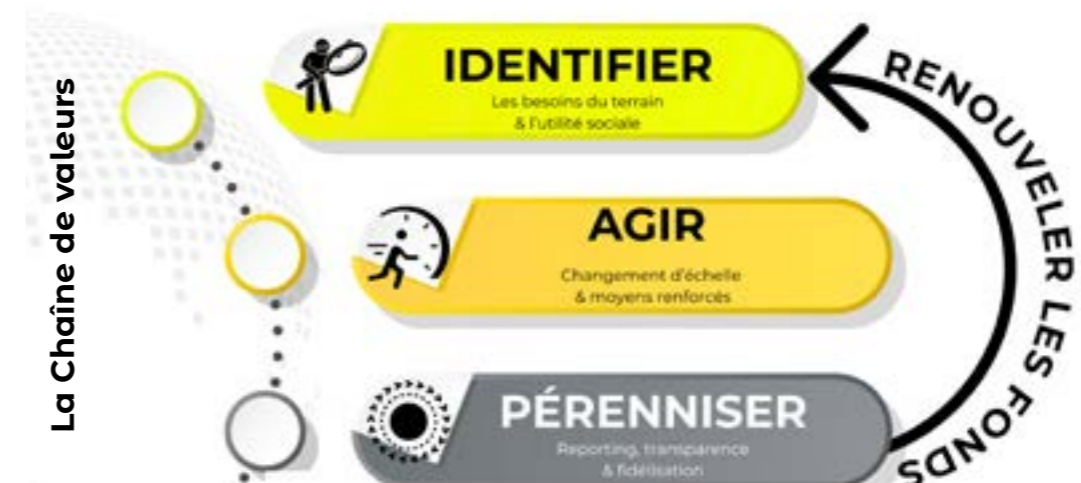 La Chaîne de valeurs
IDENTIFIER
Les besoins du terrain
& l'utilité sociale
AGIR
Changement d'échelle
& moyens renforcés
PÉRENNISER
Reporting, transparence
& fidélisation
RENOUVELER LES FONDS